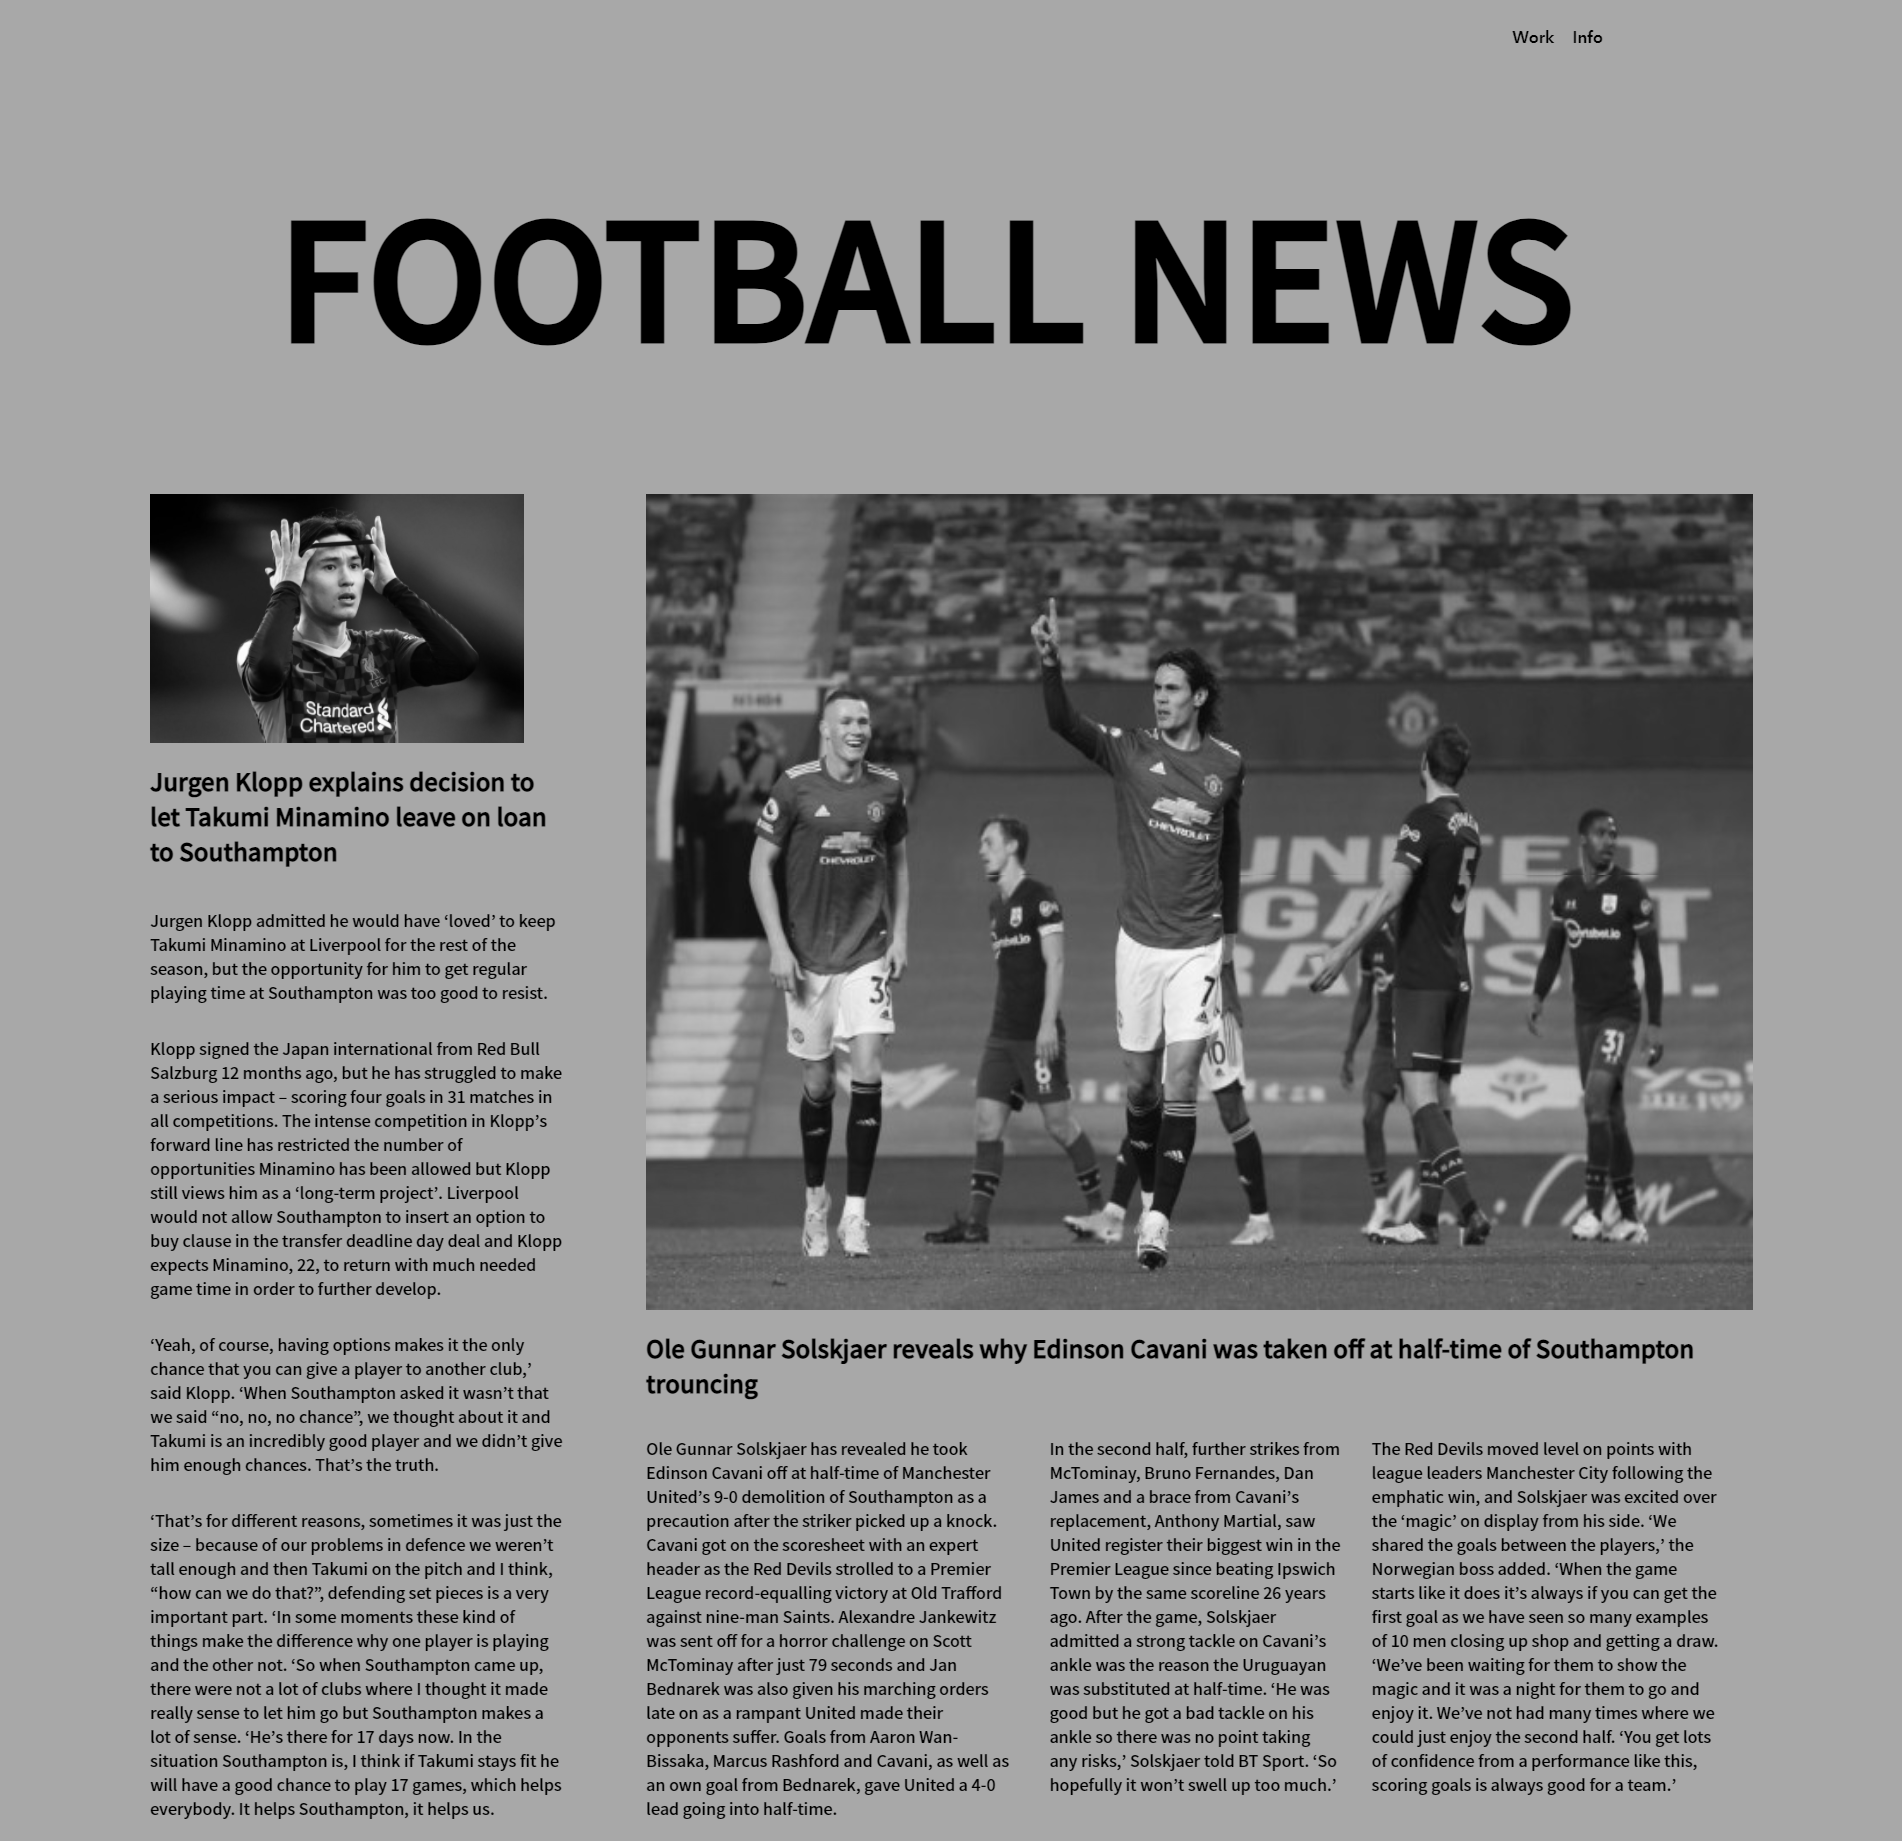 Work Info
FOOTBALL NEWS
Standard
Chartered
Jurgen Klopp explains decision to
let Takumi Minamino leave on loan
to Southampton
Jurgen Klopp admitted he would have ‘loved’ to keep
Takumi Minamino at Liverpool for the rest of the
season, but the opportunity for him to get regular
playing time at Southampton was too good to resist.
Klopp signed the Japan international from Red Bull
Salzburg 12 months ago, but he has struggled to make
a serious impact – scoring four goals in 31 matches in
all competitions. The intense competition in Klopp’s
forward line has restricted the number of
opportunities Minamino has been allowed but Klopp
still views him as a ‘long-term project’. Liverpool
would not allow Southampton to insert an option to
buy clause in the transfer deadline day deal and Klopp
expects Minamino, 22, to return with much needed
game time in order to further develop.
‘Yeah, of course, having options makes it the only
chance that you can give a player to another club,’
said Klopp. ‘When Southampton asked it wasn’t that
we said “no, no, no chance”, we thought about it and
Takumi is an incredibly good player and we didn’t give
him enough chances. That’s the truth.
‘That’s for different reasons, sometimes it was just the
size – because of our problems in defence we weren’t
tall enough and then Takumi on the pitch and I think,
“how can we do that?”, defending set pieces is a very
important part. ‘In some moments these kind of
things make the difference why one player is playing
and the other not. ‘So when Southampton came up,
there were not a lot of clubs where I thought it made
really sense to let him go but Southampton makes a
lot of sense. ‘He’s there for 17 days now. In the
situation Southampton is, I think if Takumi stays fit he
will have a good chance to play 17 games, which helps
everybody. It helps Southampton, it helps us.
N1404
CHEVROLET
CHEVROLET
7
8
10
5
31
Ole Gunnar Solskjaer reveals why Edinson Cavani was taken off at half-time of Southampton
trouncing
Ole Gunnar Solskjaer has revealed he took
Edinson Cavani off at half-time of Manchester
United’s 9-0 demolition of Southampton as a
precaution after the striker picked up a knock.
Cavani got on the scoresheet with an expert
header as the Red Devils strolled to a Premier
League record-equalling victory at Old Trafford
against nine-man Saints. Alexandre Jankewitz
was sent off for a horror challenge on Scott
McTominay after just 79 seconds and Jan
Bednarek was also given his marching orders
late on as a rampant United made their
opponents suffer. Goals from Aaron Wan-
Bissaka, Marcus Rashford and Cavani, as well as
an own goal from Bednarek, gave United a 4-0
lead going into half-time.
In the second half, further strikes from
McTominay, Bruno Fernandes, Dan
James and a brace from Cavani’s
replacement, Anthony Martial, saw
United register their biggest win in the
Premier League since beating Ipswich
Town by the same scoreline 26 years
ago. After the game, Solskjaer
admitted a strong tackle on Cavani’s
ankle was the reason the Uruguayan
was substituted at half-time. ‘He was
good but he got a bad tackle on his
ankle so there was no point taking
any risks,’ Solskjaer told BT Sport. ‘So
hopefully it won’t swell up too much.’
The Red Devils moved level on points with
league leaders Manchester City following the
emphatic win, and Solskjaer was excited over
the ‘magic’ on display from his side. ‘We
shared the goals between the players,’ the
Norwegian boss added. ‘When the game
starts like it does it’s always if you can get the
first goal as we have seen so many examples
of 10 men closing up shop and getting a draw.
‘We’ve been waiting for them to show the
magic and it was a night for them to go and
enjoy it. We’ve not had many times where we
could just enjoy the second half. ‘You get lots
of confidence from a performance like this,
scoring goals is always good for a team.’